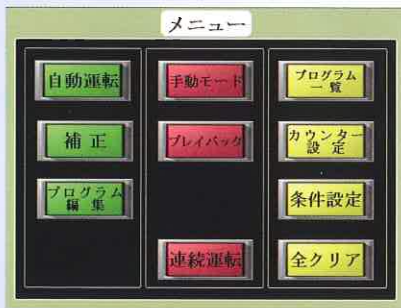 メニュー
自動運転
補正
プログラム
編集
手動モード
プレイバック
連続運転
プログラム
一覧
カウンター
設定
条件設定
全クリア